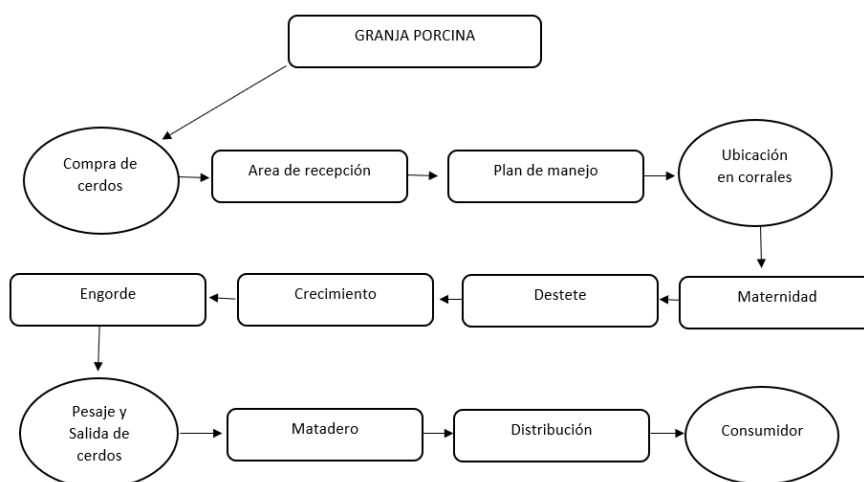 GRANJA PORCINA
Compra de
cerdos
Area de recepción
Plan de manejo
Ubicación
en corrales
Engorde
Crecimiento
Destete
Maternidad
Pesaje y
Salida de
cerdos
Matadero
Distribución
Consumidor